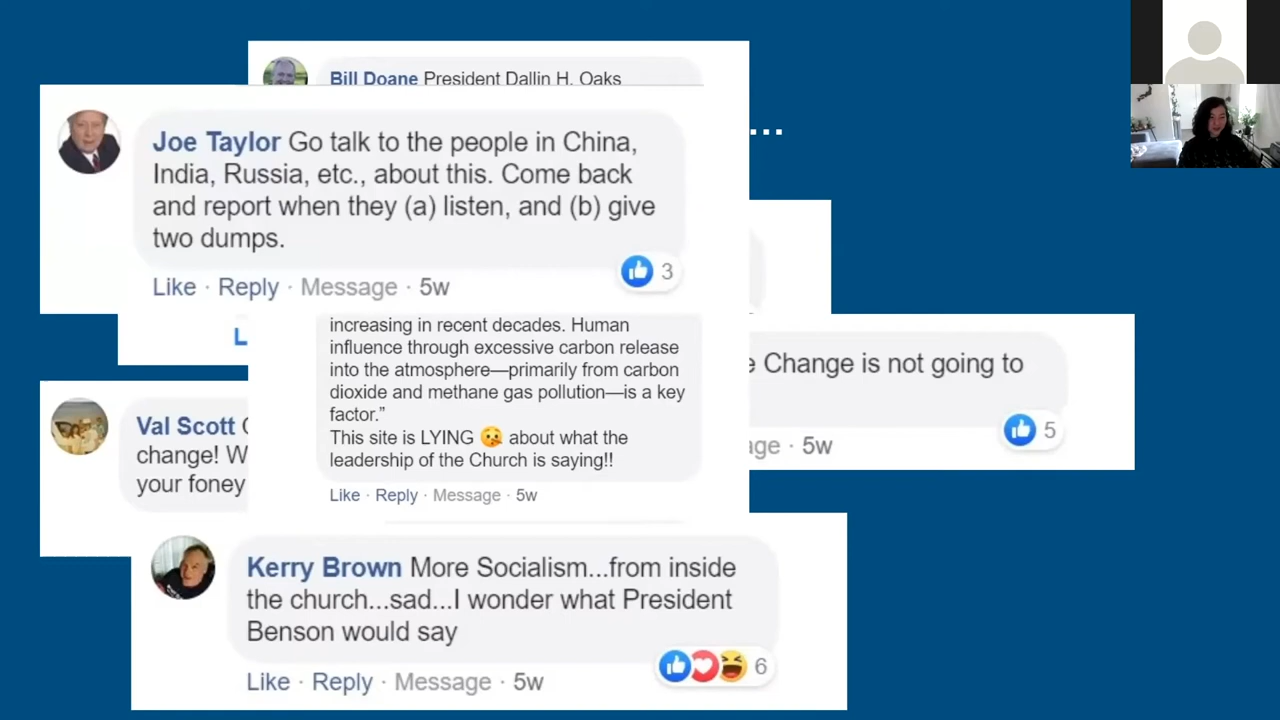 Bill Doane President Dallin H. Oaks
Joe Taylor Go talk to the people in China,
India, Russia, etc., about this. Come back
and report when they (a) listen, and (b) give
two dumps.
3
Like · Reply · Message · 5w
...
L
increasing in recent decades. Human
influence through excessive carbon release
into the atmosphere—primarily from carbon
dioxide and methane gas pollution—is a key
factor.”
This site is LYING 🤥 about what the
leadership of the Church is saying!!
Like · Reply · Message · 5w
e Change is not going to
5
age · 5w
Val Scott
change! W
your foney
Kerry Brown More Socialism...from inside
the church...sad...I wonder what President
Benson would say
6
Like · Reply · Message · 5w